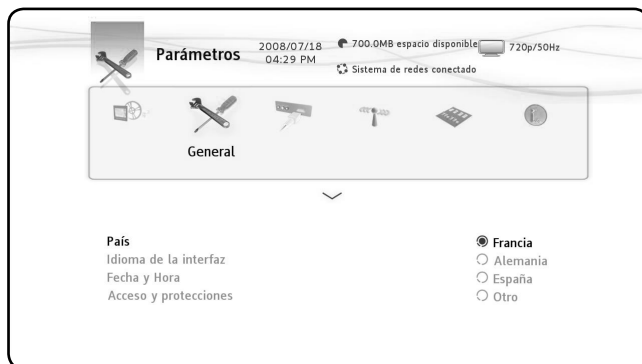 Parámetros
2008/07/18
04:29 PM
700.0MB espacio disponible
Sistema de redes conectado
720p/50Hz
General
País
Francia
Idioma de la interfaz
Alemania
Fecha y Hora
España
Acceso y protecciones
Otro